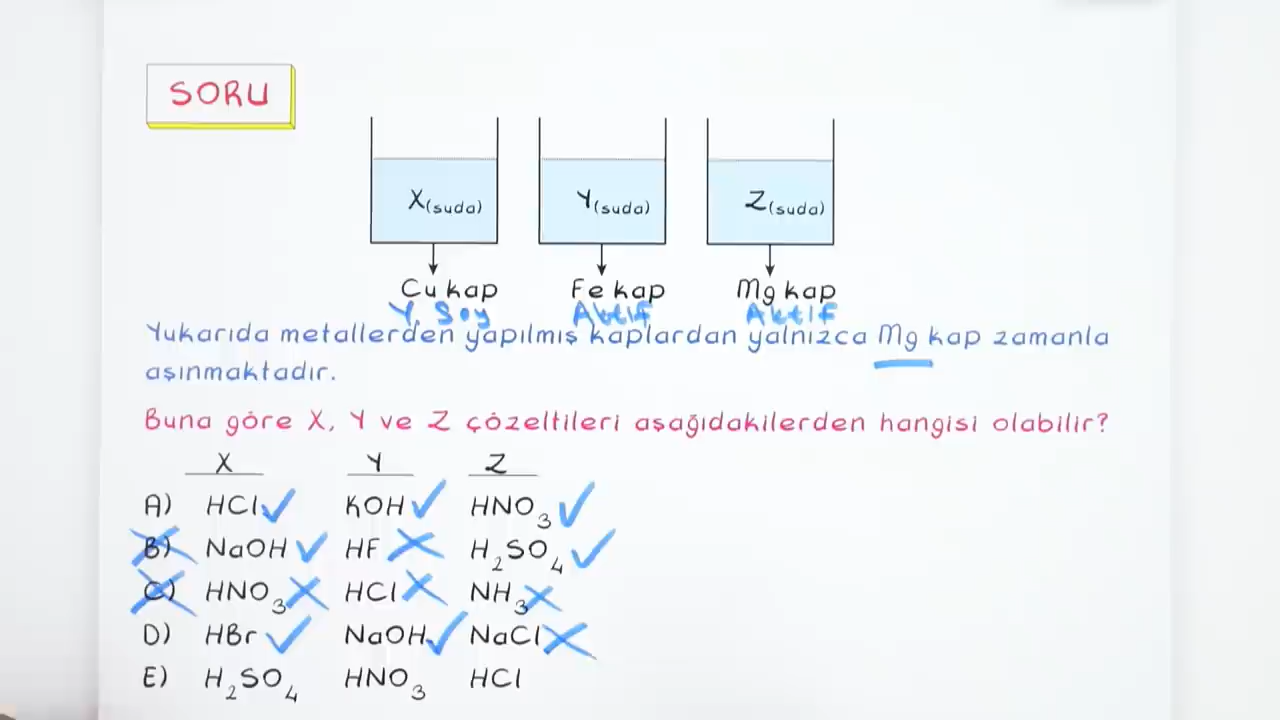 SORU
X(suda) Y(suda) Z(suda)
Cu kap Fe kap Mg kap
Y. Soy Aktif Aktif
Yukarıda metallerden yapılmış kaplardan yalnızca Mg kap zamanla
aşınmaktadır.
Buna göre X, Y ve Z çözeltileri aşağıdakilerden hangisi olabilir?
X Y Z
A) HCl KOH HNO3
B) NaOH HF H2SO4
C) HNO3 HCl NH3
D) HBr NaOH NaCl
E) H2SO4 HNO3 HCl